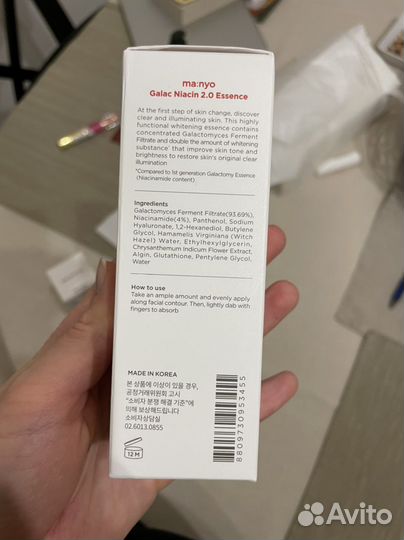 ma:nyo
Galac Niacin 2.0 Essence
At the first step of skin change, discover
clear and illuminating skin. This highly
functional whitening essence contains
concentrated Galactomyces Ferment
Filtrate and double the amount of whitening
substance* that improve skin tone and
brightness to restore skin's original clear
illumination
*Compared to 1st generation Galactomy Essence
(Niacinamide content)
Ingredients
Galactomyces Ferment Filtrate(93.69%),
Niacinamide(4%), Panthenol, Sodium
Hyaluronate, 1,2-Hexanediol, Butylene
Glycol, Hamamelis Virginiana (Witch
Hazel) Water, Ethylhexylglycerin,
Chrysanthemum Indicum Flower Extract,
Algin, Glutathione, Pentylene Glycol,
Water
How to use
Take an ample amount and evenly apply
along facial contour. Then, lightly dab with
fingers to absorb
MADE IN KOREA
본 상품에 이상이 있을 경우,
공정거래위원회 고시
"소비자 분쟁 해결 기준"에
의해 보상해드립니다
소비자상담실
02.6013.0855
12 M
8809730953455
Avito